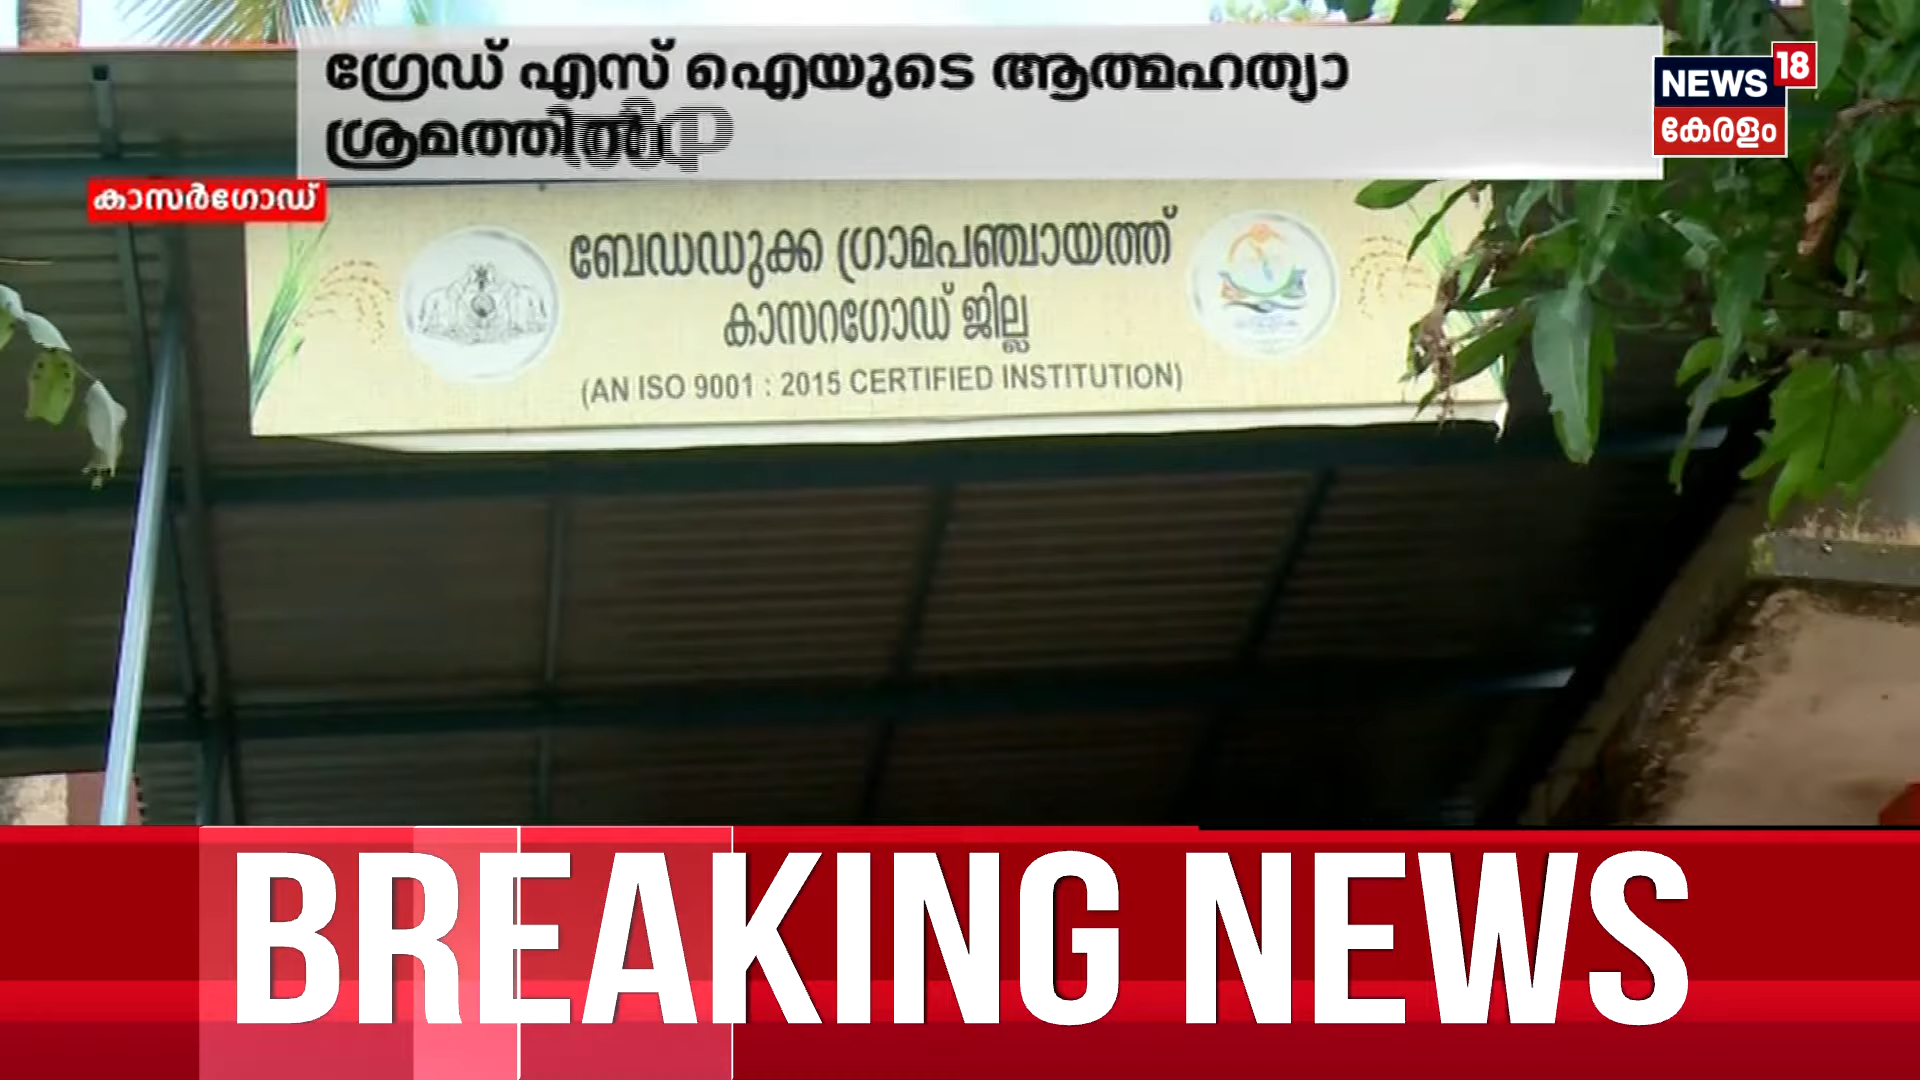 ഗ്രേഡ് എസ് ഐയുടെ ആത്മഹത്യാ
ശ്രമത്തിൽ
NEWS 18
കേരളം
കാസർഗോഡ്
ബേഡഡുക്ക ഗ്രാമപഞ്ചായത്ത്
കാസറഗോഡ് ജില്ല
(AN ISO 9001 : 2015 CERTIFIED INSTITUTION)
BREAKING NEWS